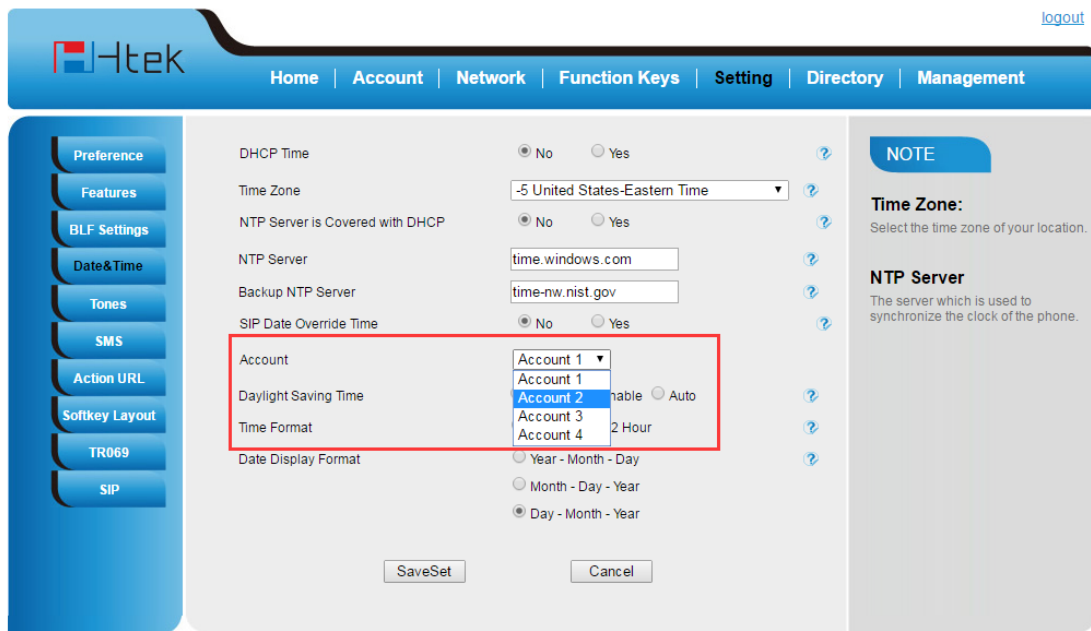 logout
Htek
Home | Account | Network | Function Keys | Setting | Directory | Management
Preference
Features
BLF Settings
Date&Time
Tones
SMS
Action URL
Softkey Layout
TR069
SIP
DHCP Time No Yes
Time Zone -5 United States-Eastern Time
NTP Server is Covered with DHCP No Yes
NTP Server time.windows.com
Backup NTP Server time-nw.nist.gov
SIP Date Override Time No Yes
Account Account 1
Account 1
Daylight Saving Time Account 2 nable Auto
Account 3
Time Format 2 Hour
Account 4
Date Display Format Year - Month - Day
Month - Day - Year
Day - Month - Year
SaveSet Cancel
NOTE
Time Zone:
Select the time zone of your location.
NTP Server
The server which is used to
synchronize the clock of the phone.